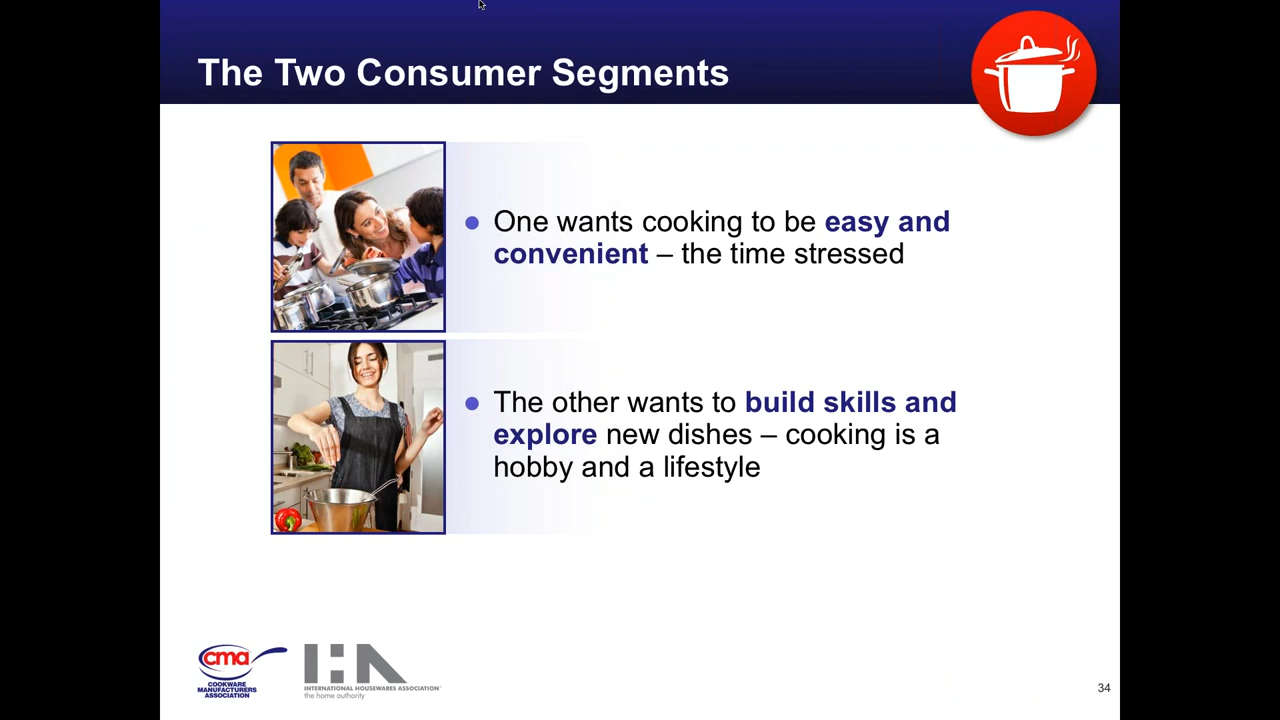 The Two Consumer Segments
● One wants cooking to be easy and
convenient – the time stressed
● The other wants to build skills and
explore new dishes – cooking is a
hobby and a lifestyle
cma
COOKWARE
MANUFACTURERS
ASSOCIATION
IHA
INTERNATIONAL HOUSEWARES ASSOCIATION
the home authority
34